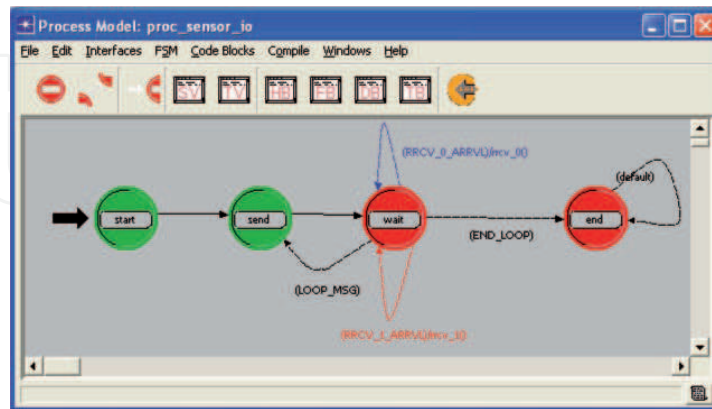 Process Model: proc_sensor_io
File Edit Interfaces FSM Code Blocks Compile Windows Help
SV TV HB FB DB TB
(RRCV_0_ARRVL)/rcv_0()
(default)
start send wait end
(END_LOOP)
(LOOP_MSG)
(RRCV_1_ARRVL)/rcv_1()